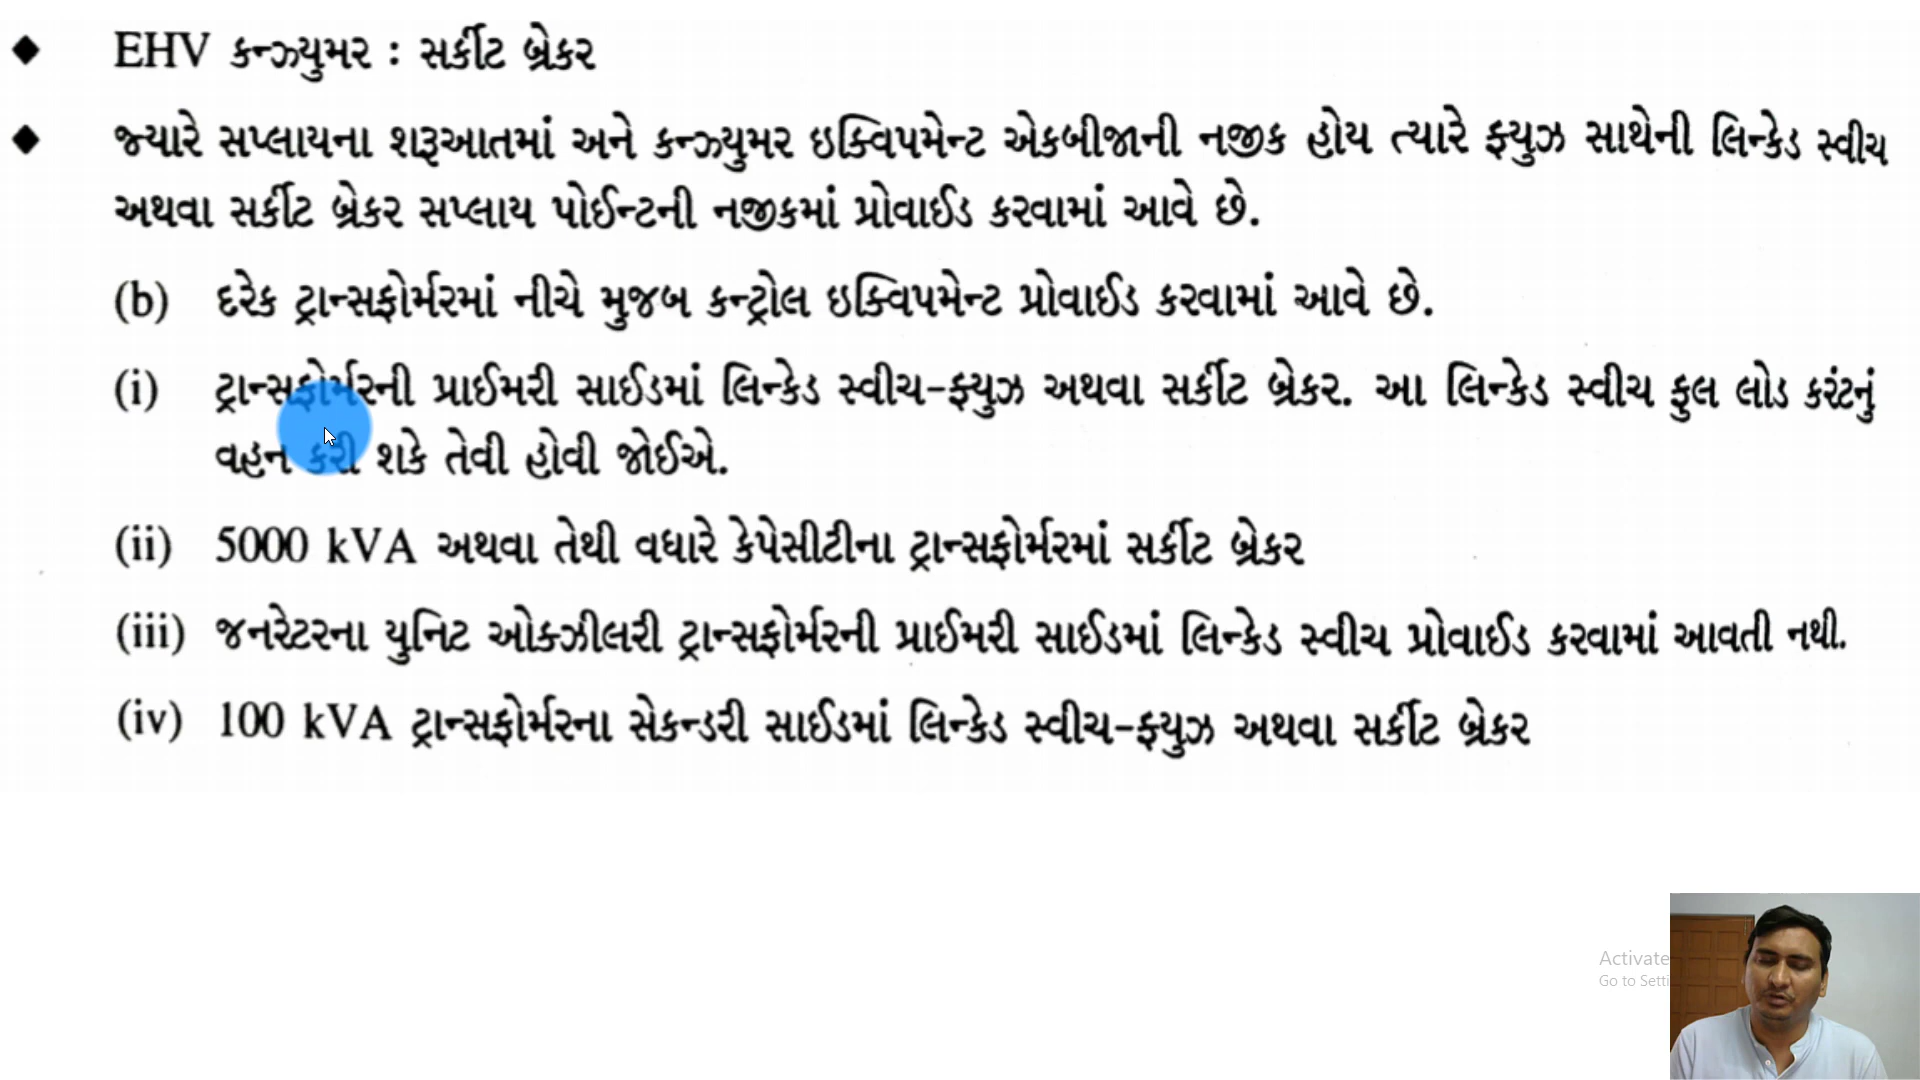 ◆ EHV કન્ઝ્યુમર : સર્કીટ બ્રેકર
◆ જ્યારે સપ્લાયના શરૂઆતમાં અને કન્ઝ્યુમર ઇક્વિપમેન્ટ એકબીજાની નજીક હોય ત્યારે ફ્યુઝ સાથેની લિન્કેડ સ્વીચ
અથવા સર્કીટ બ્રેકર સપ્લાય પોઈન્ટની નજીકમાં પ્રોવાઈડ કરવામાં આવે છે.
(b) દરેક ટ્રાન્સફોર્મરમાં નીચે મુજબ કન્ટ્રોલ ઇક્વિપમેન્ટ પ્રોવાઈડ કરવામાં આવે છે.
(i) ટ્રાન્સફોર્મરની પ્રાઈમરી સાઈડમાં લિન્કેડ સ્વીચ-ફ્યુઝ અથવા સર્કીટ બ્રેકર. આ લિન્કેડ સ્વીચ ફુલ લોડ કરંટનું
વહન કરી શકે તેવી હોવી જોઈએ.
(ii) 5000 kVA અથવા તેથી વધારે કેપેસીટીના ટ્રાન્સફોર્મરમાં સર્કીટ બ્રેકર
(iii) જનરેટરના યુનિટ ઓક્ઝીલરી ટ્રાન્સફોર્મરની પ્રાઈમરી સાઈડમાં લિન્કેડ સ્વીચ પ્રોવાઈડ કરવામાં આવતી નથી.
(iv) 100 kVA ટ્રાન્સફોર્મરના સેકન્ડરી સાઈડમાં લિન્કેડ સ્વીચ-ફ્યુઝ અથવા સર્કીટ બ્રેકર
Activate
Go to Setti